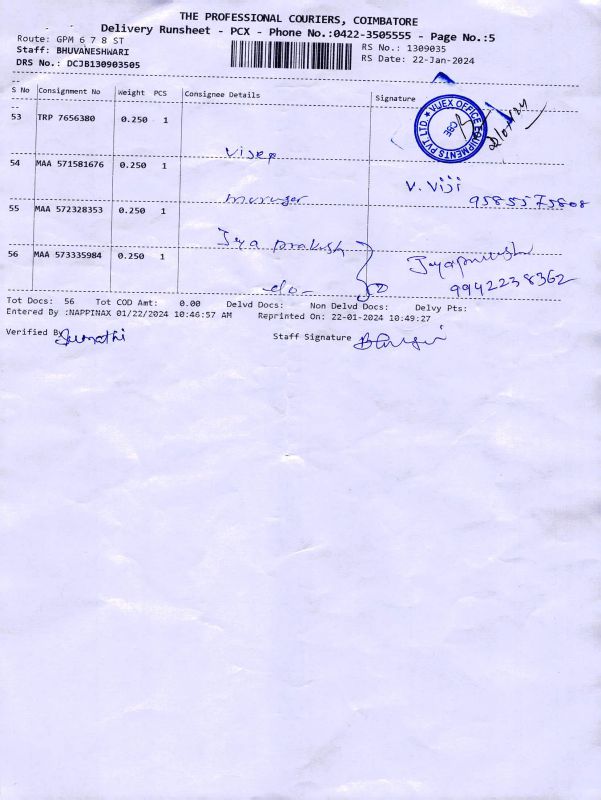 THE PROFESSIONAL COURIERS, COIMBATORE
Delivery Runsheet - PCX - Phone No.:0422-3505555 - Page No.:5
Route: GPM 6 7 8 ST
RS No.: 1309035
Staff: BHUVANESHWARI
RS Date: 22-Jan-2024
DRS No.: DCJB130903505
S No Consignment No Weight PCS Consignee Details Signature
53 TRP 7656380 0.250 1
VIJEX OFFICE EQUIPMENTS PVT LTD. ★ CBE
54 MAA 571581676 0.250 1
V. Viji
Manager
9585575808
55 MAA 572328353 0.250 1
Jeya prakash
56 MAA 573335984 0.250 1
Jeyaprakash
-do-
9942238362
Tot Docs: 56 Tot COD Amt: 0.00 Delvd Docs: Non Delvd Docs: Delvy Pts:
Entered By :NAPPINAX 01/22/2024 10:46:57 AM Reprinted On: 22-01-2024 10:49:27
Verified By Sumathi
Staff Signature